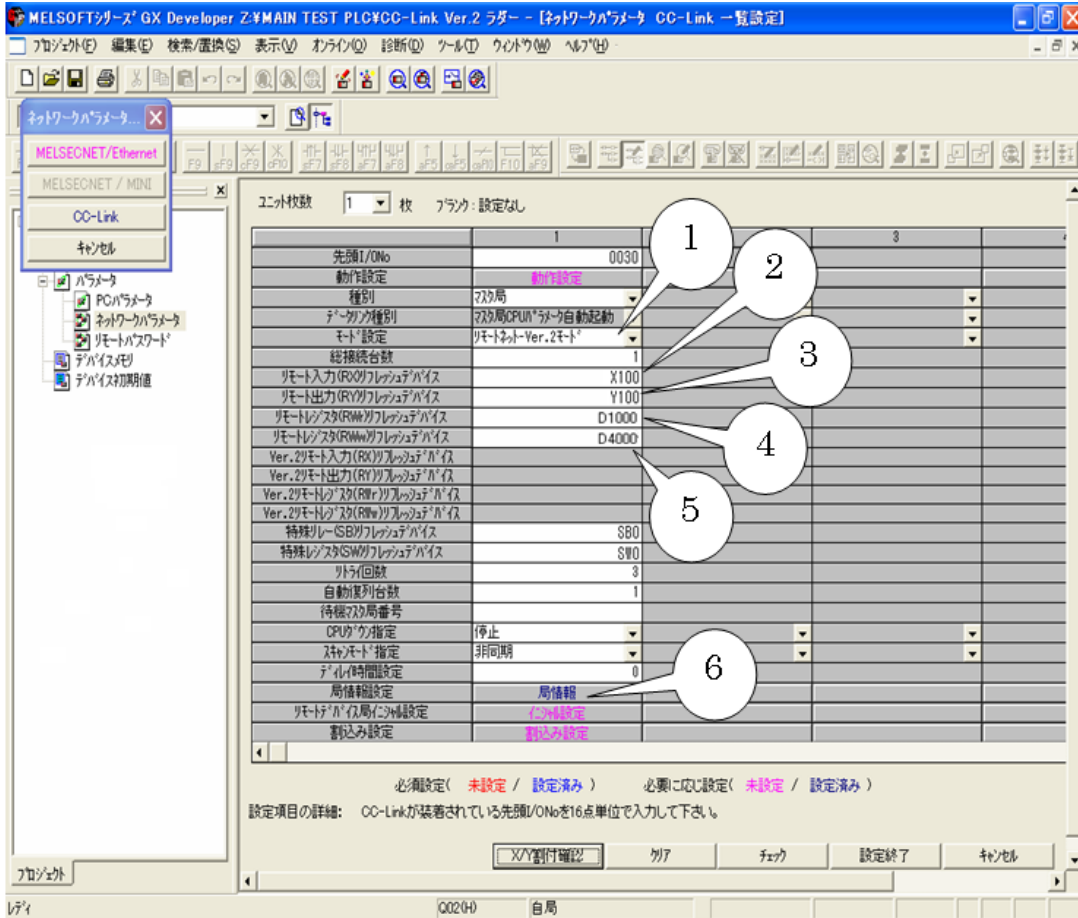 MELSOFTシリーズ GX Developer Z:¥MAIN TEST PLC¥CC-Link Ver.2 ラダー - [ネットワークパラメータ CC-Link 一覧設定]
プロジェクト(F) 編集(E) 検索/置換(S) 表示(V) オンライン(O) 診断(D) ツール(T) ウィンドウ(W) ヘルプ(H)
ネットワークパラメータ...
MELSECNET/Ethernet
MELSECNET / MINI
CC-Link
キャンセル
F9 sF9 cF9 cF10 sF7 sF8 aF7 aF8 aF5 caF5 caF10 F10 aF9
パラメータ
PCパラメータ
ネットワークパラメータ
リモートパスワード
デバイスメモリ
デバイス初期値
プロジェクト
ユニット枚数 1 枚 ブランク:設定なし
1 3
先頭I/ONo 0030
動作設定 動作設定
種別 マスタ局
データリンク種別 マスタ局CPUパラメータ自動起動
モード設定 リモートネット-Ver.2モード
総接続台数 1
リモート入力(RX)リフレッシュデバイス X100
リモート出力(RY)リフレッシュデバイス Y100
リモートレジスタ(RWr)リフレッシュデバイス D1000
リモートレジスタ(RWw)リフレッシュデバイス D4000
Ver.2リモート入力(RX)リフレッシュデバイス
Ver.2リモート出力(RY)リフレッシュデバイス
Ver.2リモートレジスタ(RWr)リフレッシュデバイス
Ver.2リモートレジスタ(RWw)リフレッシュデバイス
特殊リレー(SB)リフレッシュデバイス SB0
特殊レジスタ(SW)リフレッシュデバイス SW0
リトライ回数 3
自動復列台数 1
待機マスタ局番号
CPUダウン指定 停止
スキャンモード指定 非同期
ディレイ時間設定 0
局情報設定 局情報
リモートデバイス局イニシャル設定 イニシャル設定
割込み設定 割込み設定
1
2
3
4
5
6
必須設定( 未設定 / 設定済み ) 必要に応じ設定( 未設定 / 設定済み )
設定項目の詳細: CC-Linkが装着されている先頭I/ONoを16点単位で入力して下さい。
X/Y割付確認 クリア チェック 設定終了 キャンセル
レディ Q02(H) 自局